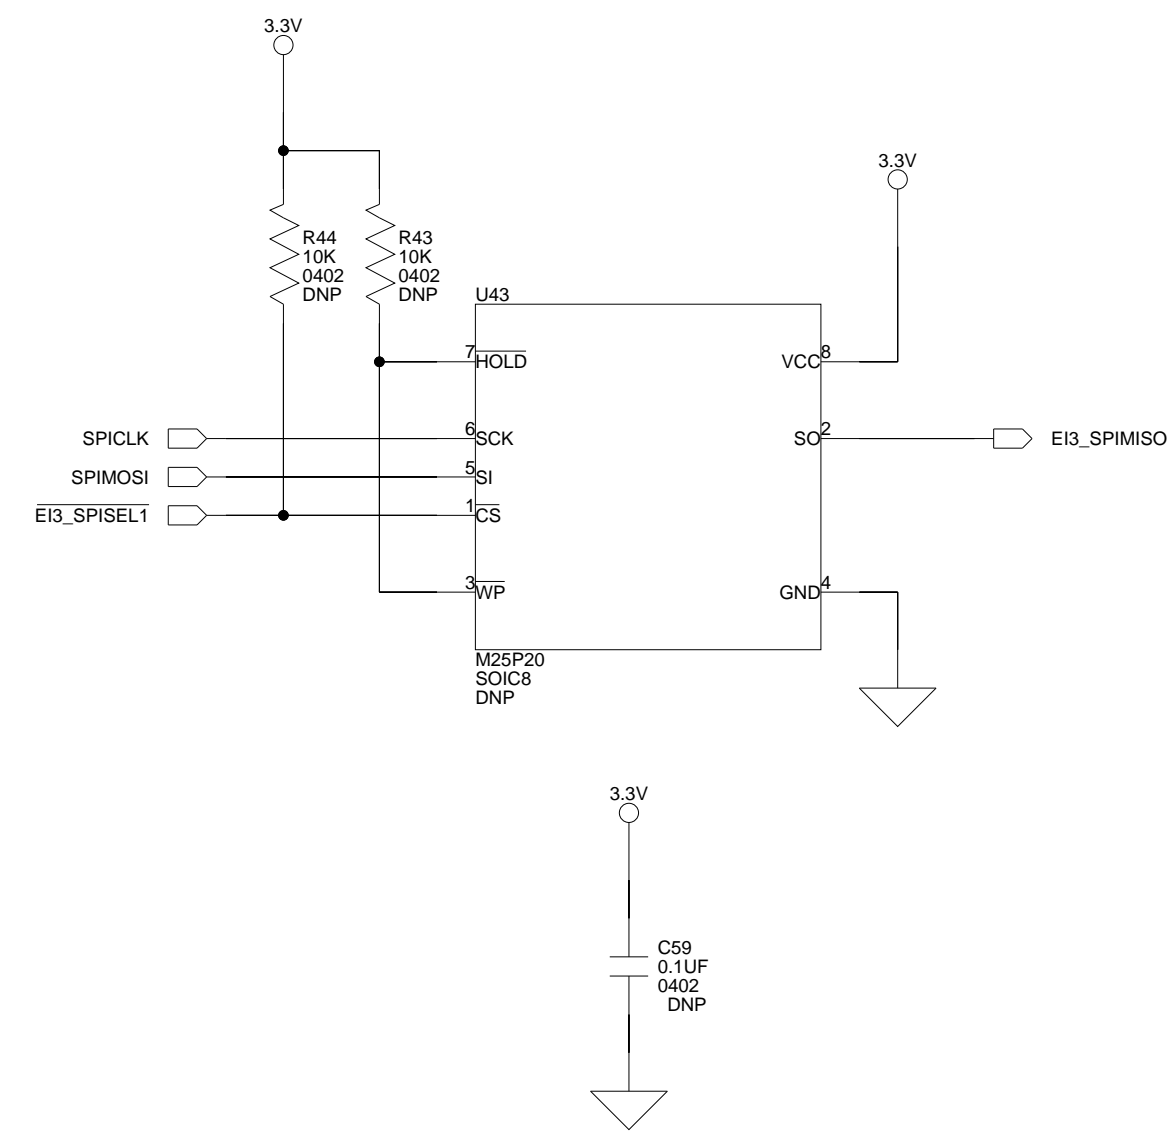 3.3V
3.3V
R44
10K
0402
DNP
R43
10K
0402
DNP
U43
7
HOLD
VCC
8
SPICLK
6
SCK
SO
2
EI3_SPIMISO
SPIMOSI
5
SI
EI3_SPISEL1
1
CS
3
WP
GND
4
M25P20
SOIC8
DNP
3.3V
C59
0.1UF
0402
DNP